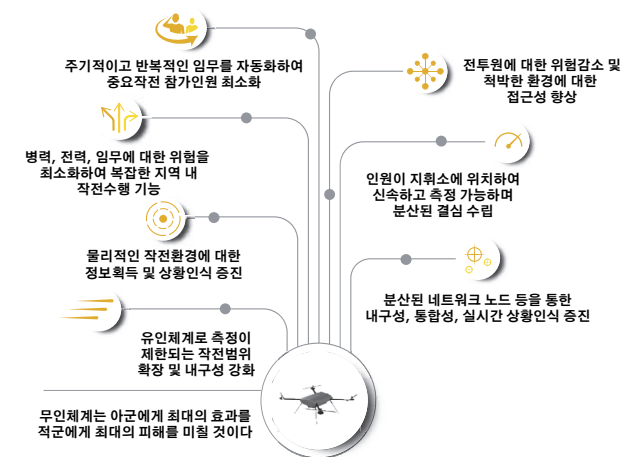 주기적이고 반복적인 임무를 자동화하여
중요작전 참가인원 최소화
병력, 전력, 임무에 대한 위험을
최소화하여 복잡한 지역 내
작전수행 기능
물리적인 작전환경에 대한
정보획득 및 상황인식 증진
유인체계로 측정이
제한되는 작전범위
확장 및 내구성 강화
무인체계는 아군에게 최대의 효과를
적군에게 최대의 피해를 미칠 것이다
전투원에 대한 위험감소 및
척박한 환경에 대한
접근성 향상
인원이 지휘소에 위치하여
신속하고 측정 가능하며
분산된 결심 수립
분산된 네트워크 노드 등을 통한
내구성, 통합성, 실시간 상황인식 증진